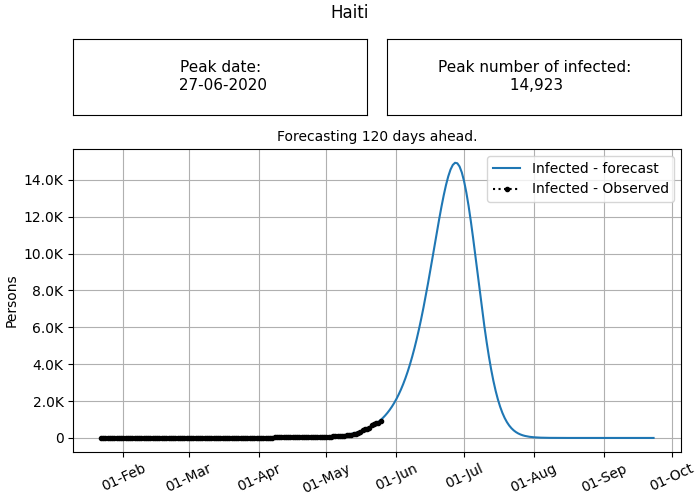 Haiti
Peak date:
27-06-2020
Peak number of infected:
14,923
Forecasting 120 days ahead.
Infected - forecast
Infected - Observed
Persons
14.0K
12.0K
10.0K
8.0K
6.0K
4.0K
2.0K
0
01-Feb
01-Mar
01-Apr
01-May
01-Jun
01-Jul
01-Aug
01-Sep
01-Oct